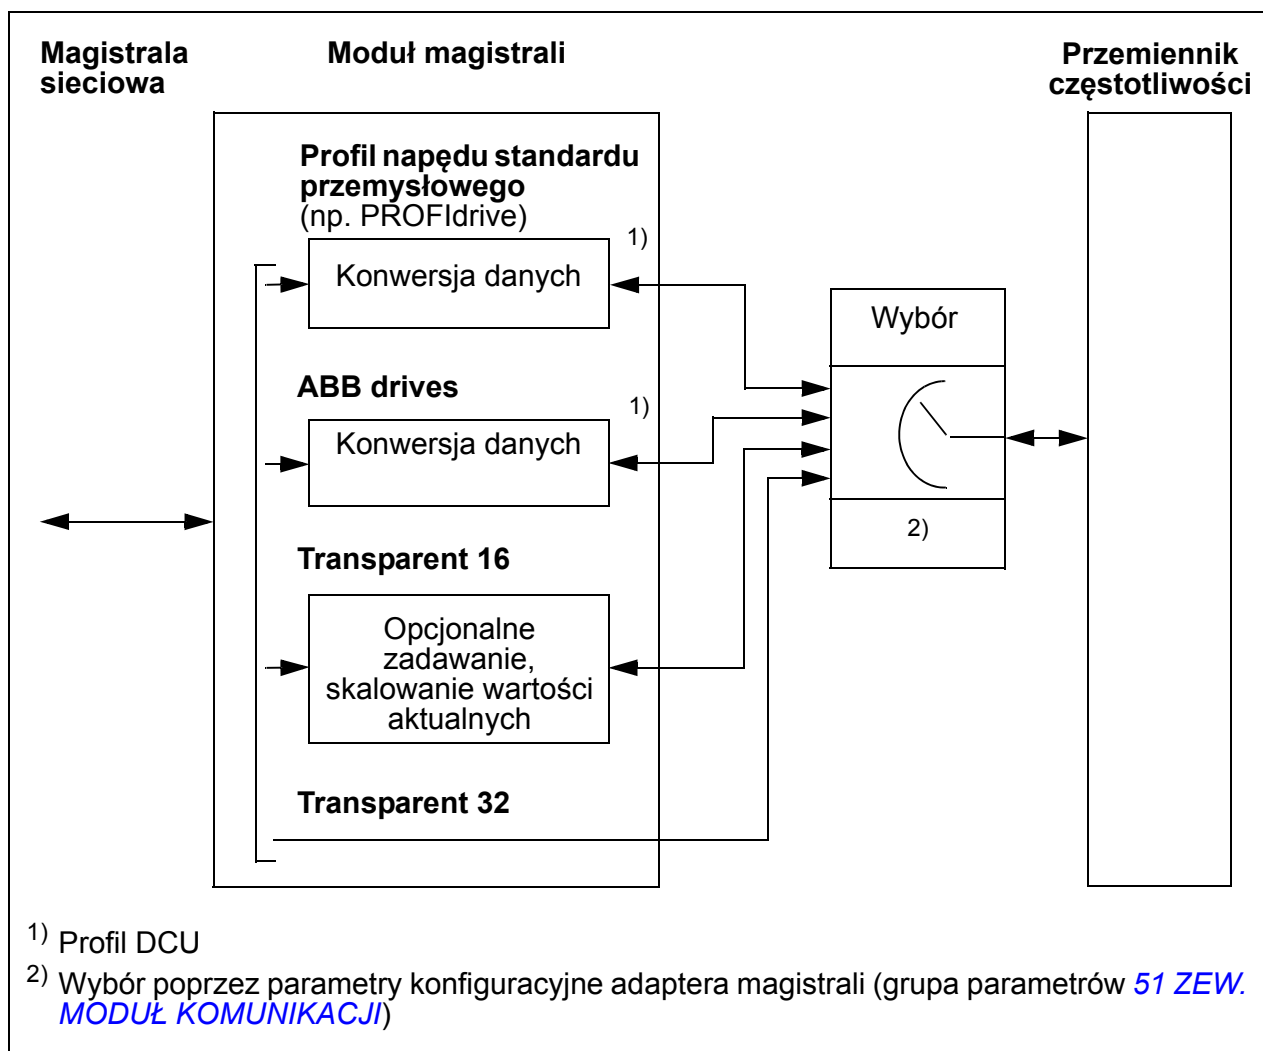 Magistrala
sieciowa
Moduł magistrali
Przemiennik
częstotliwości
Profil napędu standardu
przemysłowego
(np. PROFIdrive)
1)
Konwersja danych
Wybór
ABB drives
1)
Konwersja danych
2)
Transparent 16
Opcjonalne
zadawanie,
skalowanie wartości
aktualnych
Transparent 32
1) Profil DCU
2) Wybór poprzez parametry konfiguracyjne adaptera magistrali (grupa parametrów 51 ZEW.
MODUŁ KOMUNIKACJI)